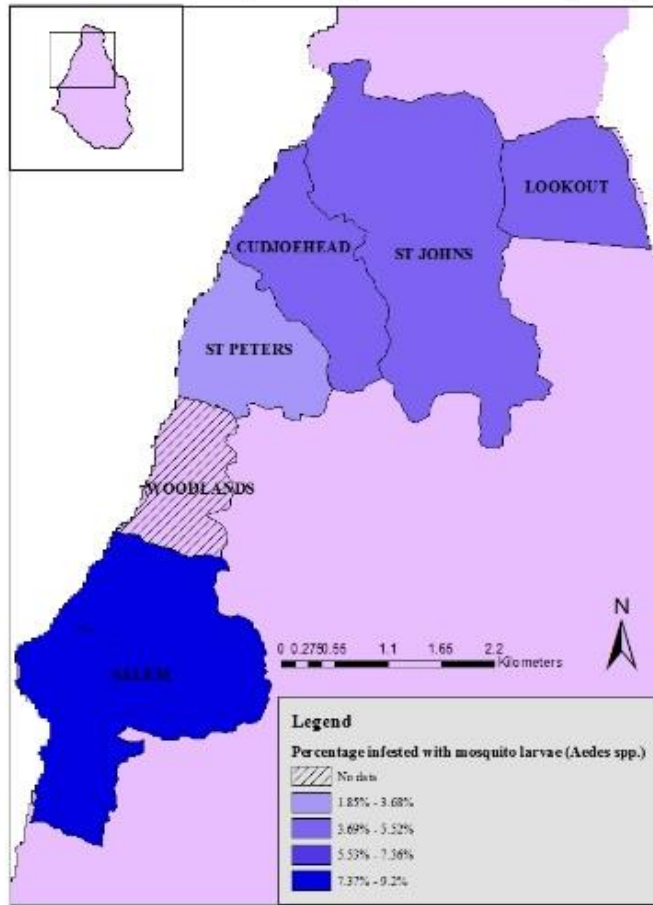 LOOKOUT
CUDJOEHEAD
ST JOHNS
ST PETERS
WOODLANDS
SALEM
N
0 0.275 0.55 1.1 1.65 2.2
Kilometers
Legend
Percentage infested with mosquito larvae (Aedes spp.)
No data
1.85% - 3.68%
3.69% - 5.52%
5.53% - 7.36%
7.37% - 9.2%